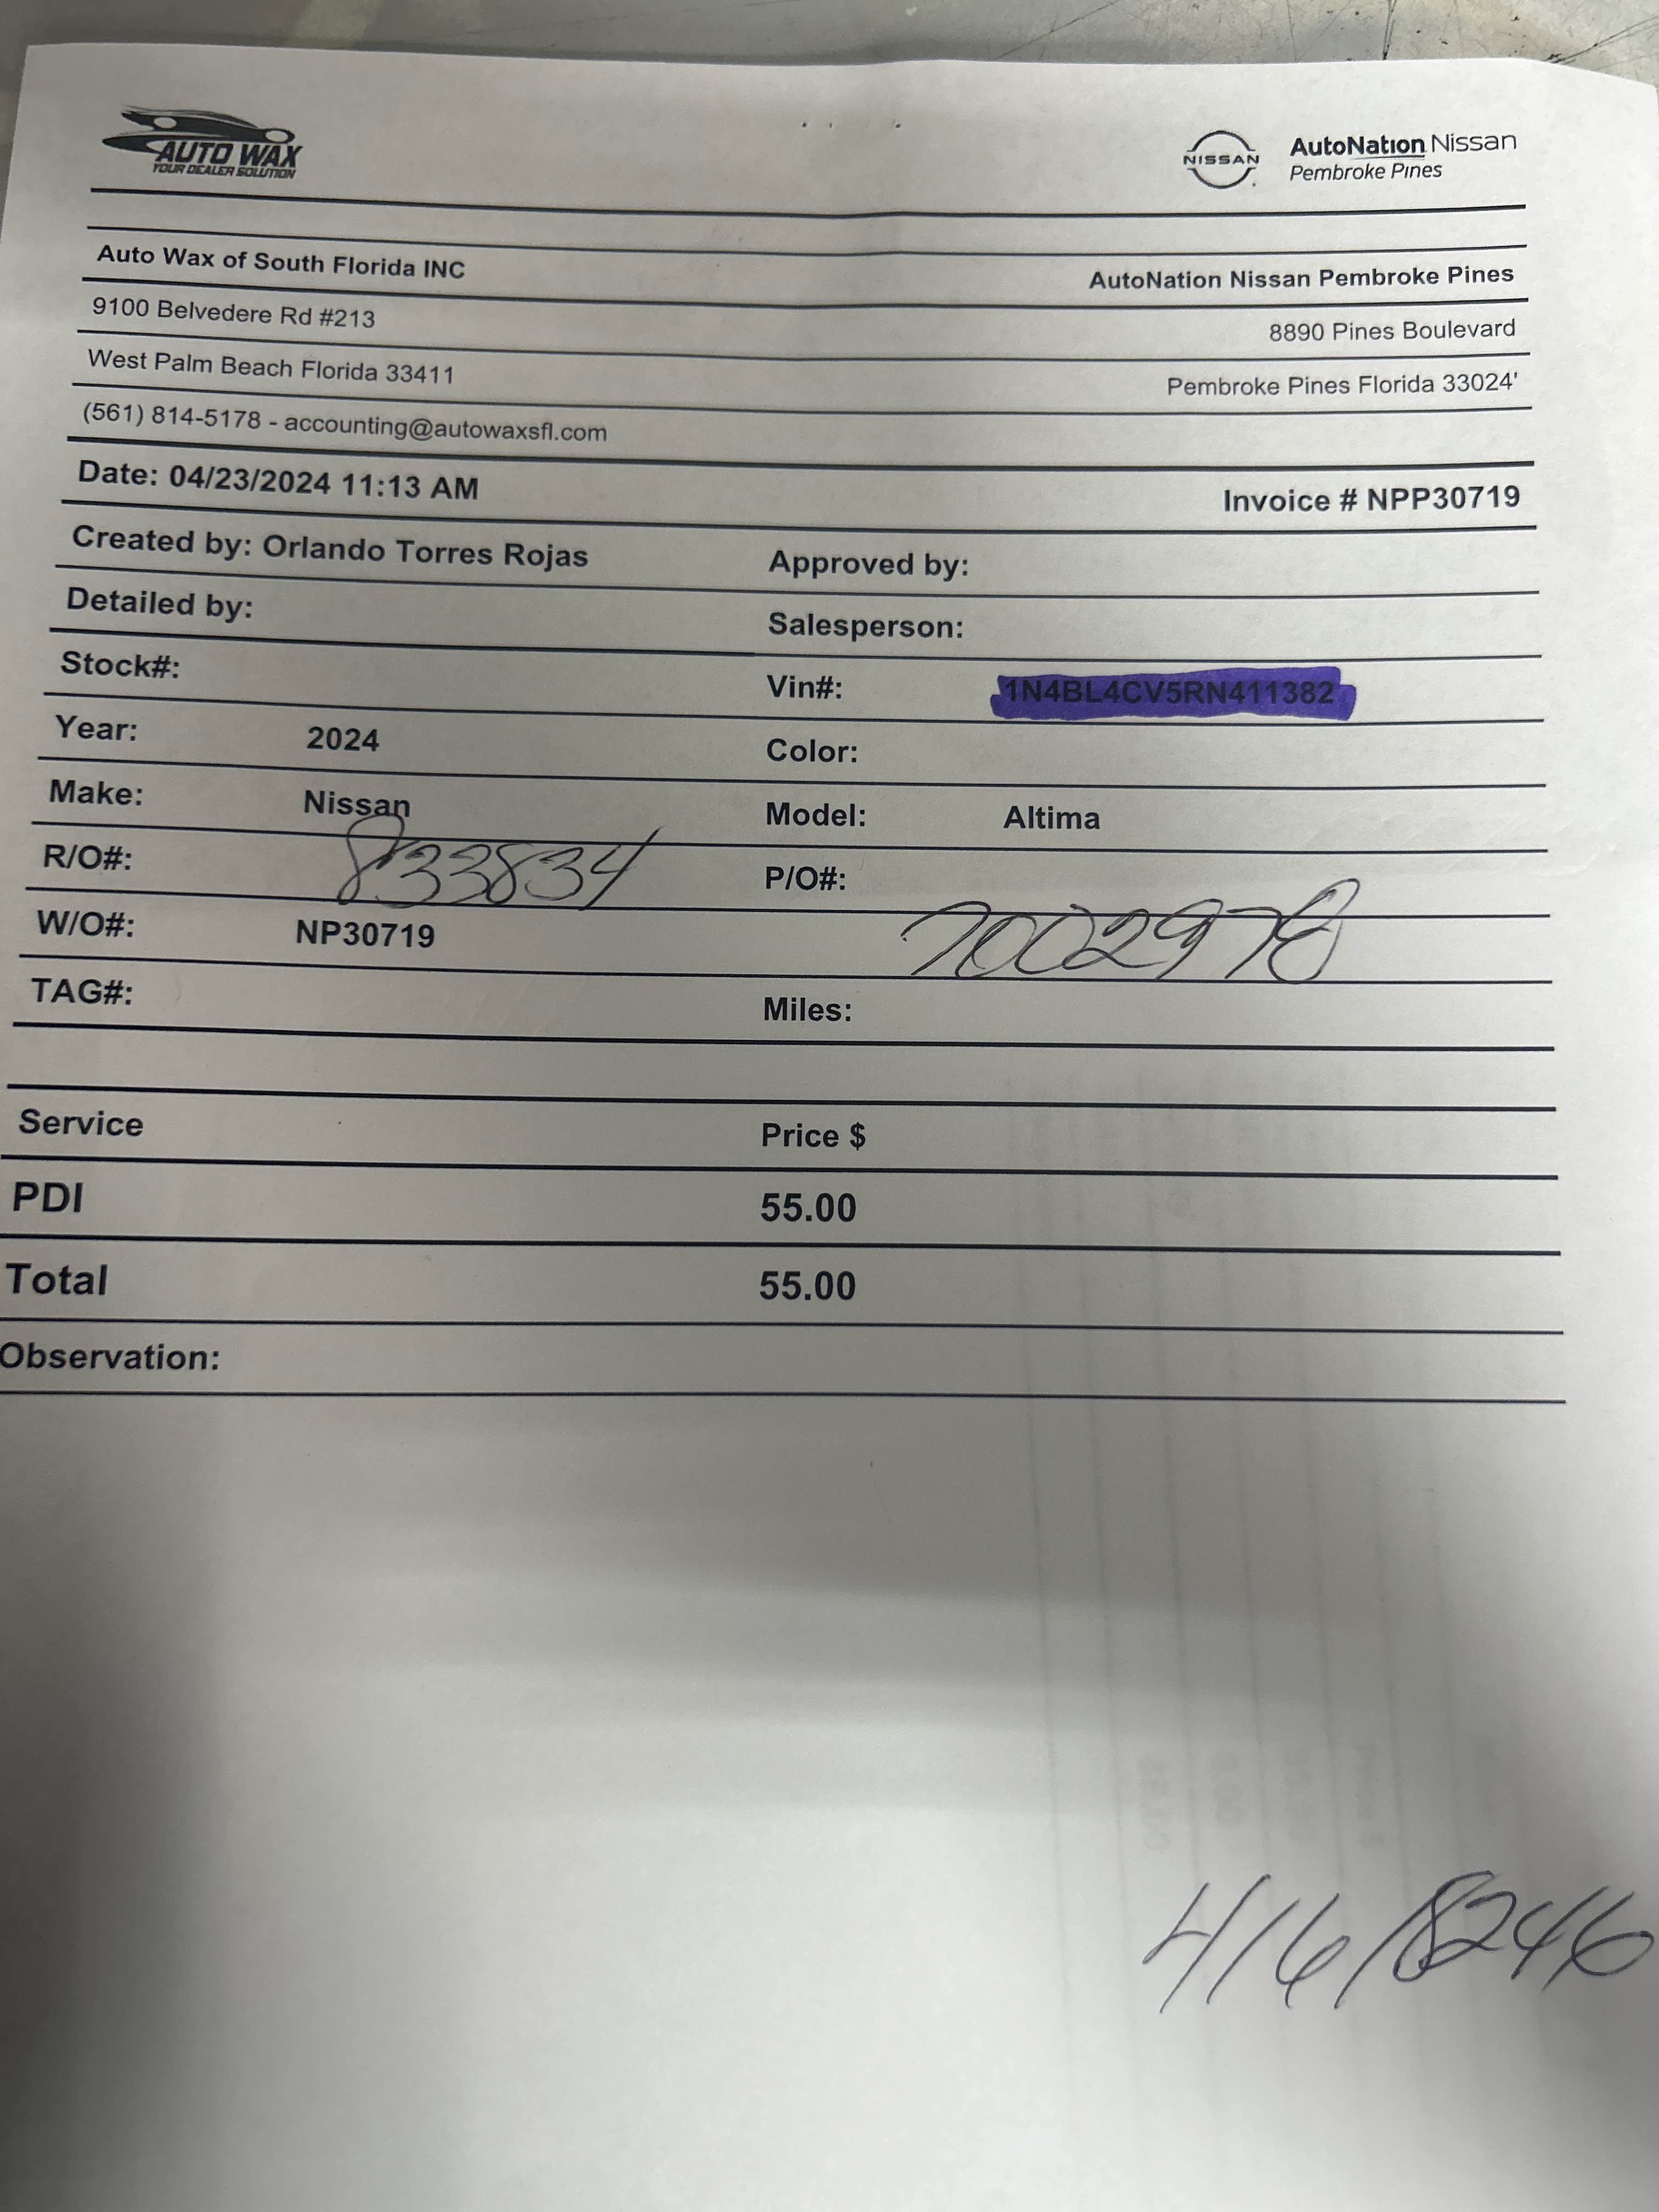 AUTO WAX
YOUR DEALER SOLUTION
NISSAN
AutoNation Nissan
Pembroke Pines
Auto Wax of South Florida INC
AutoNation Nissan Pembroke Pines
9100 Belvedere Rd #213
8890 Pines Boulevard
West Palm Beach Florida 33411
Pembroke Pines Florida 33024'
(561) 814-5178 - accounting@autowaxsfl.com
Date: 04/23/2024 11:13 AM
Invoice # NPP30719
Created by: Orlando Torres Rojas
Approved by:
Detailed by:
Salesperson:
Stock#:
Vin#: 1N4BL4CV5RN411382
Year: 2024
Color:
Make: Nissan
Model: Altima
R/O#: 833834
P/O#: 7002978
W/O#: NP30719
TAG#:
Miles:
Service Price $
PDI 55.00
Total 55.00
Observation:
416/8246